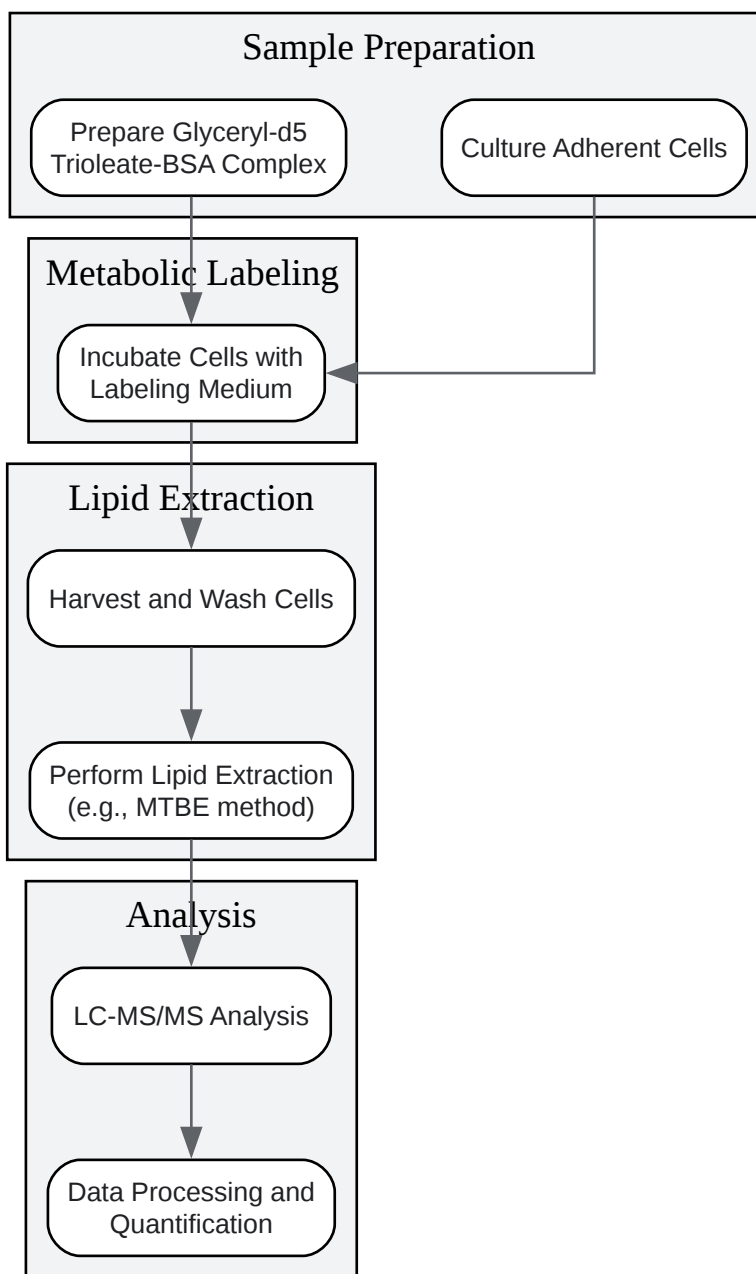 Sample Preparation
Prepare Glyceryl-d5
Trioleate-BSA Complex
Culture Adherent Cells
Metabolic Labeling
Incubate Cells with
Labeling Medium
Lipid Extraction
Harvest and Wash Cells
Perform Lipid Extraction
(e.g., MTBE method)
Analysis
LC-MS/MS Analysis
Data Processing and
Quantification